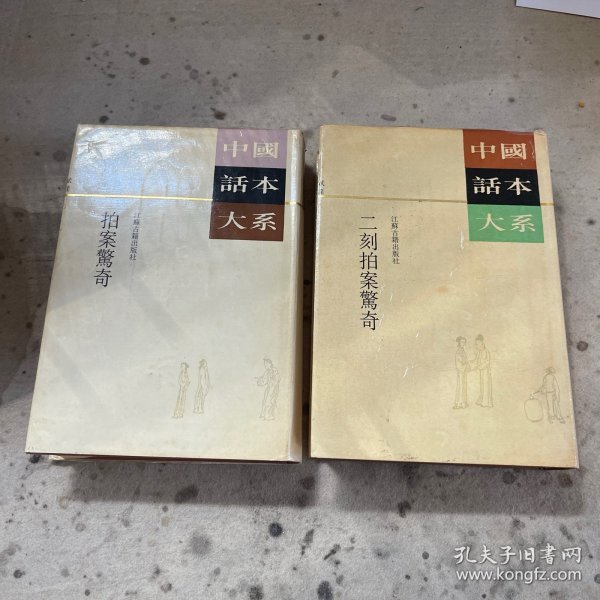 中國
話本
大系
江蘇古籍出版社
拍案驚奇
中國
話本
大系
江蘇古籍出版社
二刻拍案驚奇
孔夫子旧书网
www.kongfz.com